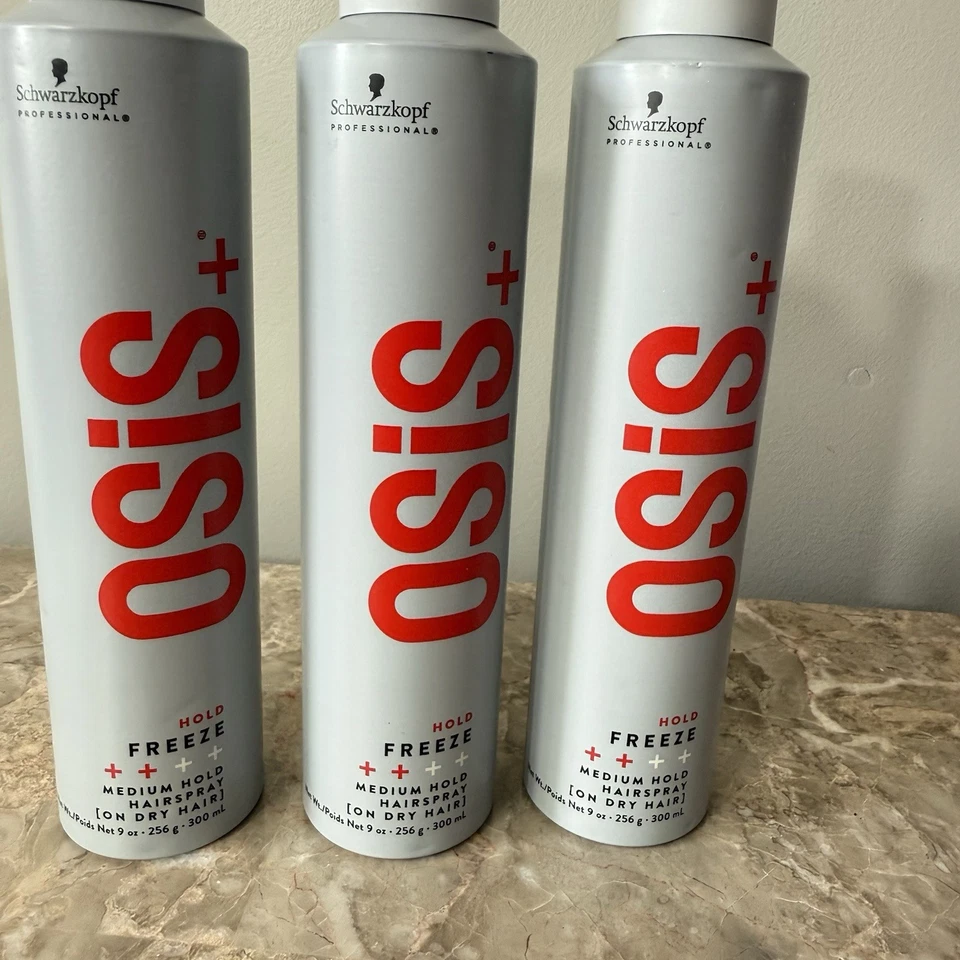 Schwarzkopf
PROFESSIONAL®
OSiS+®
HOLD
FREEZE
++++
MEDIUM HOLD
HAIRSPRAY
[ON DRY HAIR]
Wt./Poids Net 9 oz · 256 g · 300 mL
Schwarzkopf
PROFESSIONAL®
OSiS+®
HOLD
FREEZE
++++
MEDIUM HOLD
HAIRSPRAY
[ON DRY HAIR]
Net Wt./Poids Net 9 oz · 256 g · 300 mL
Schwarzkopf
PROFESSIONAL®
OSiS+®
HOLD
FREEZE
++++
MEDIUM HOLD
HAIRSPRAY
[ON DRY HAIR]
Net Wt./Poids Net 9 oz · 256 g · 300 mL